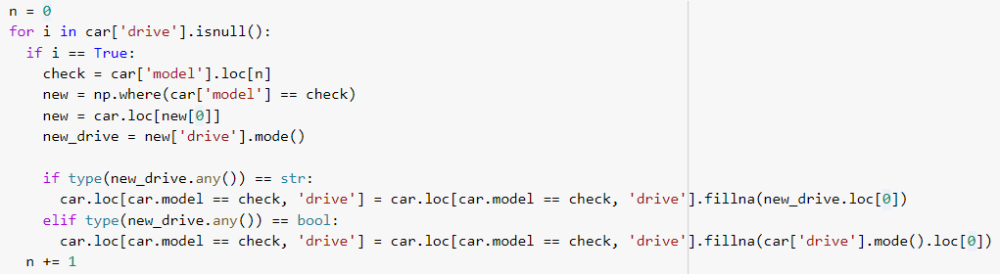 n = 0
for i in car['drive'].isnull():
  if i == True:
    check = car['model'].loc[n]
    new = np.where(car['model'] == check)
    new = car.loc[new[0]]
    new_drive = new['drive'].mode()

    if type(new_drive.any()) == str:
      car.loc[car.model == check, 'drive'] = car.loc[car.model == check, 'drive'].fillna(new_drive.loc[0])
    elif type(new_drive.any()) == bool:
      car.loc[car.model == check, 'drive'] = car.loc[car.model == check, 'drive'].fillna(car['drive'].mode().loc[0])
  n += 1